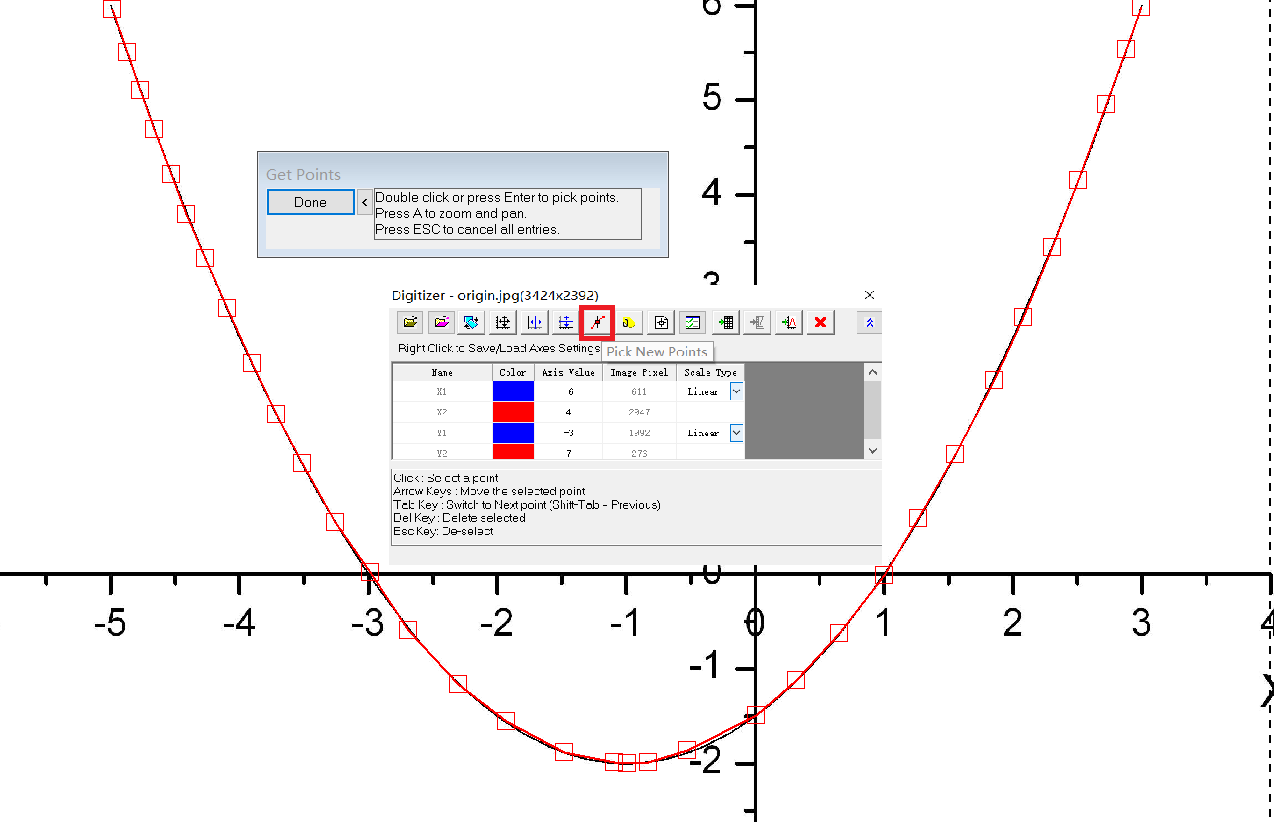 6
5
4
3
Get Points
Done
<
Double click or press Enter to pick points.
Press A to zoom and pan.
Press ESC to cancel all entries.
Digitizer - origin.jpg(3424x2392)
Right Click to Save/Load Axes Settings
Pick New Points
Name Color Axis Value Image Pixel Scale Type
X1 6 611 Linear
X2 4 2947
Y1 -3 1992 Linear
Y2 7 273
Click : Select a point
Arrow Keys : Move the selected point
Tab Key : Switch to Next point (Shift-Tab - Previous)
Del Key : Delete selected
Esc Key: De-select
0
-5 -4 -3 -2 -1 0 1 2 3 4
-1
X
-2